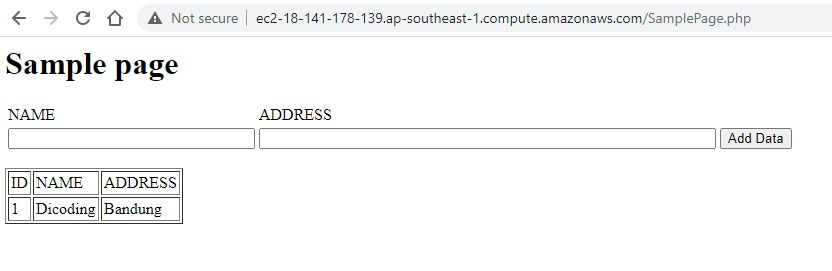 Not secure | ec2-18-141-178-139.ap-southeast-1.compute.amazonaws.com/SamplePage.php
Sample page
NAME ADDRESS
Add Data
ID NAME ADDRESS
1 Dicoding Bandung